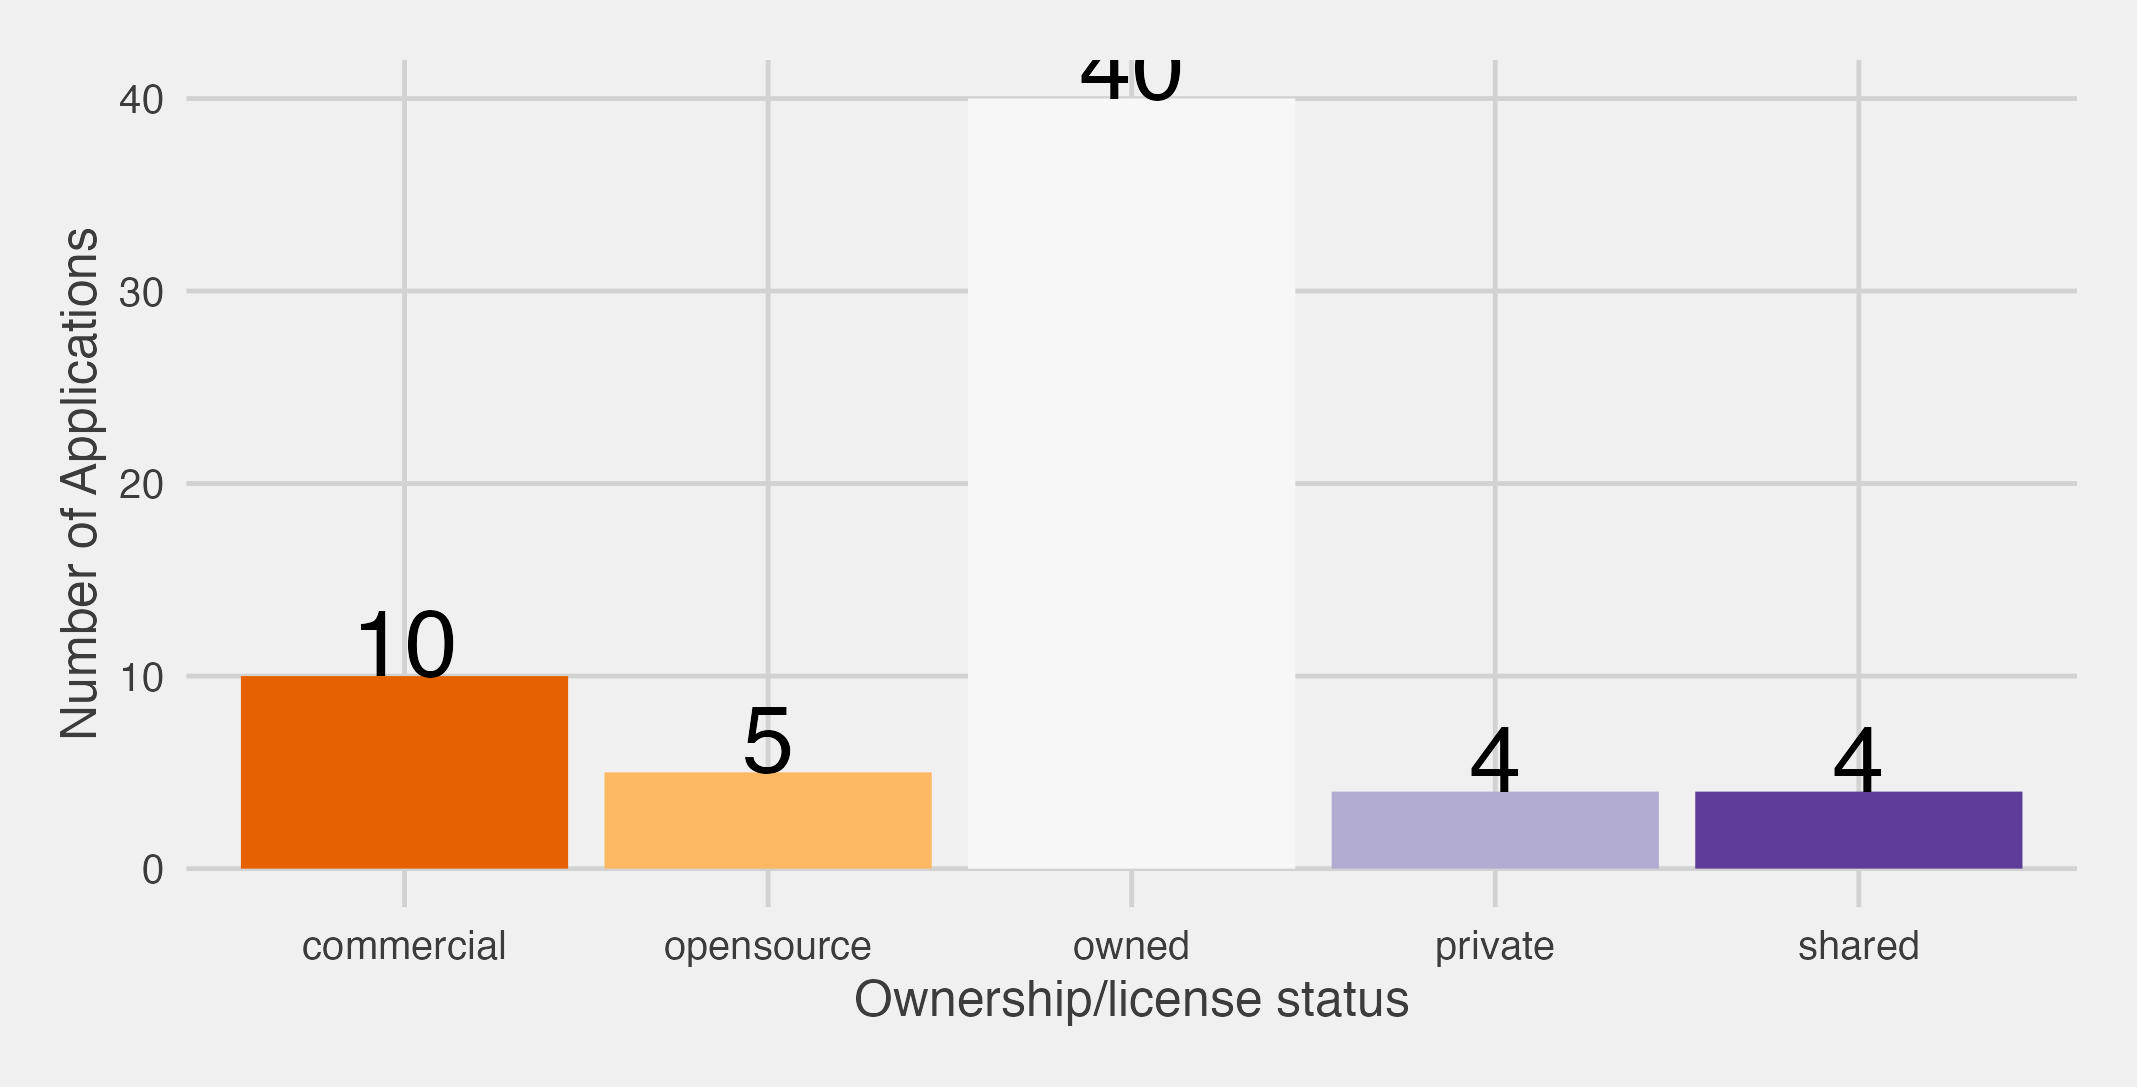 Number of Applications
40
30
20
10
0
10
5
40
4
4
commercial
opensource
owned
private
shared
Ownership/license status